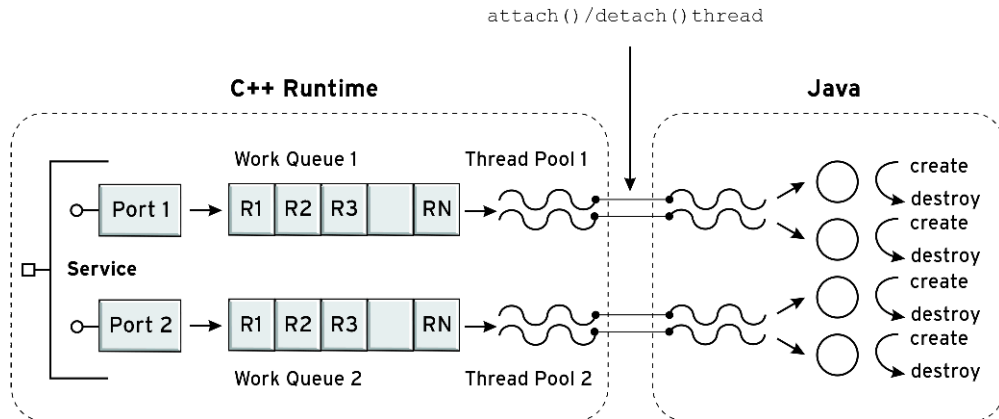 attach()/detach()thread
C++ Runtime
Java
Work Queue 1
Thread Pool 1
Port 1
R1 R2 R3 RN
create
destroy
create
destroy
Service
Port 2
R1 R2 R3 RN
create
destroy
create
destroy
Work Queue 2
Thread Pool 2